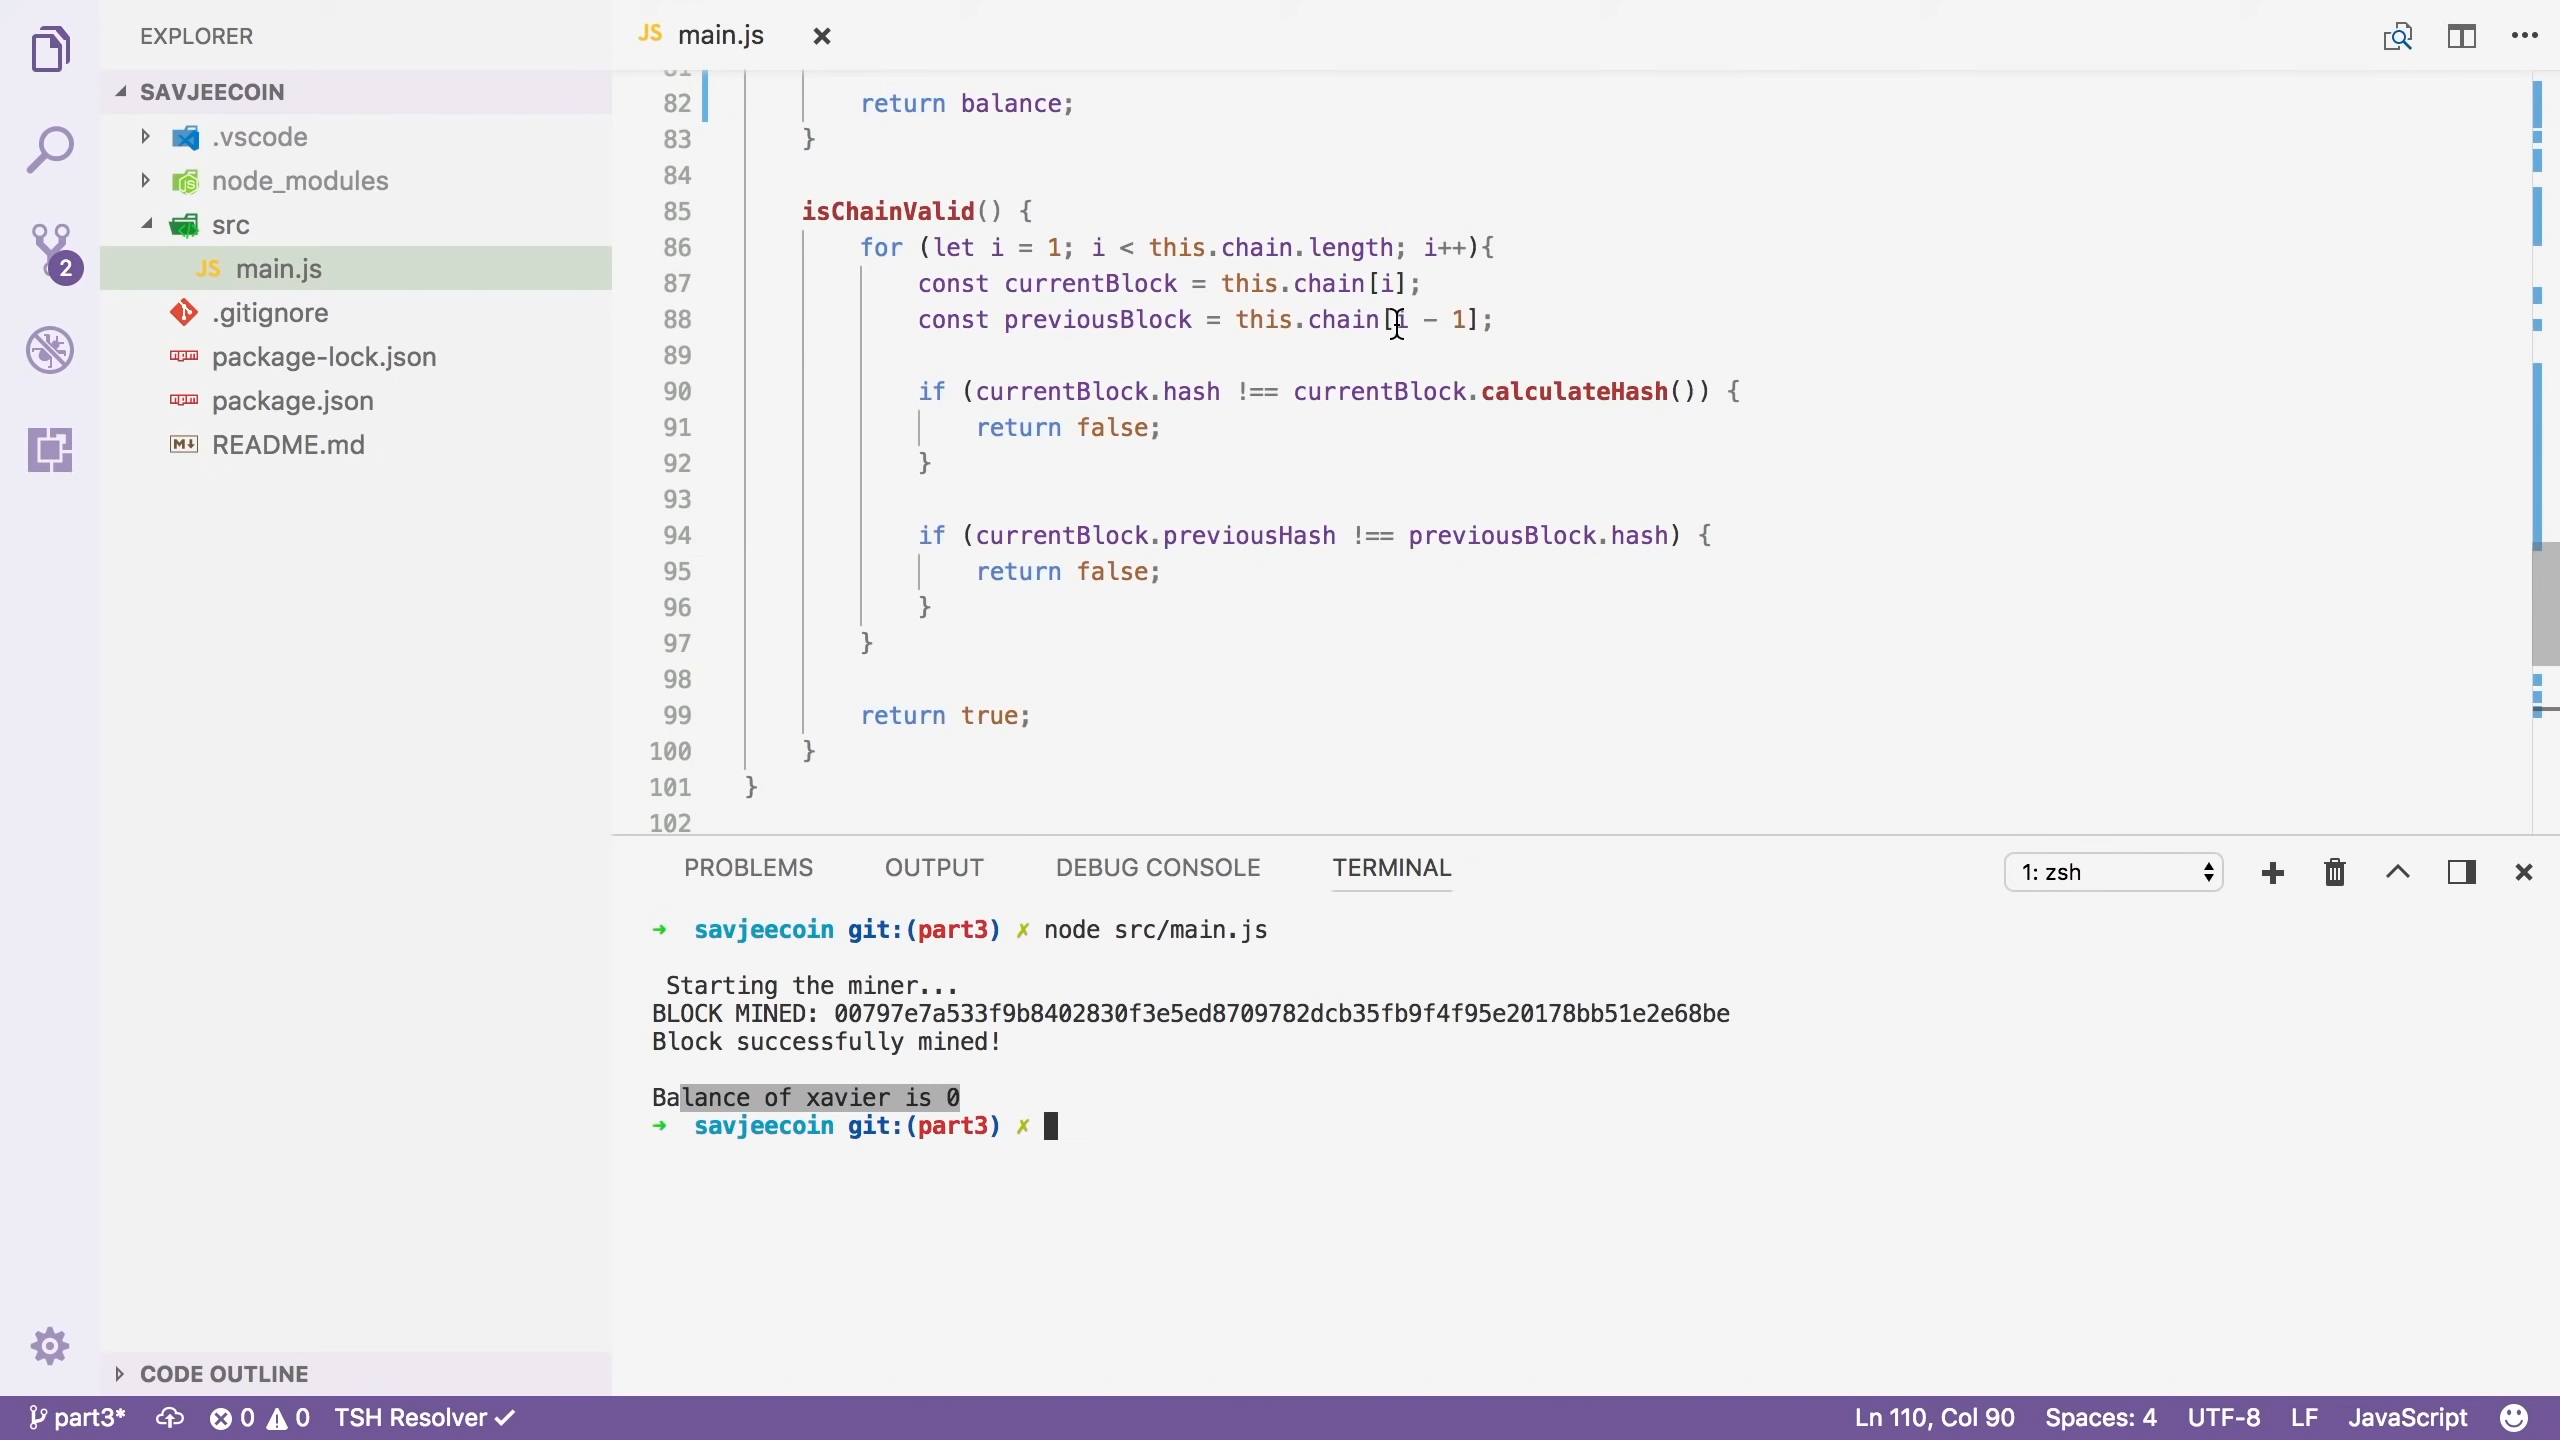 EXPLORER
JS main.js
SAVJEECOIN
.vscode
node_modules
src
JS main.js
.gitignore
package-lock.json
package.json
README.md
2
82 return balance;
83 }
84
85 isChainValid() {
86 for (let i = 1; i < this.chain.length; i++){
87 const currentBlock = this.chain[i];
88 const previousBlock = this.chain[i - 1];
89
90 if (currentBlock.hash !== currentBlock.calculateHash()) {
91 return false;
92 }
93
94 if (currentBlock.previousHash !== previousBlock.hash) {
95 return false;
96 }
97 }
98
99 return true;
100 }
101 }
102
PROBLEMS OUTPUT DEBUG CONSOLE TERMINAL 1: zsh
→ savjeecoin git:(part3) ✗ node src/main.js
Starting the miner...
BLOCK MINED: 00797e7a533f9b8402830f3e5ed8709782dcb35fb9f4f95e20178bb51e2e68be
Block successfully mined!
Balance of xavier is 0
→ savjeecoin git:(part3) ✗
CODE OUTLINE
part3* 0 0 TSH Resolver ✓ Ln 110, Col 90 Spaces: 4 UTF-8 LF JavaScript